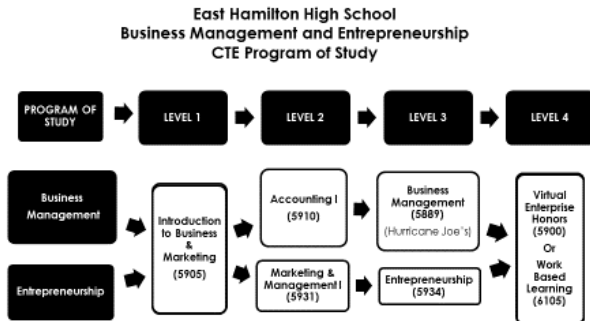 East Hamilton High School
Business Management and Entrepreneurship
CTE Program of Study
PROGRAM OF
STUDY
LEVEL 1
LEVEL 2
LEVEL 3
LEVEL 4
Business
Management
Entrepreneurship
Introduction
to Business
&
Marketing
(5905)
Accounting I
(5910)
Marketing &
Management I
(5931)
Business
Management
(5889)
(Hurricane Joe's)
Entrepreneurship
(5934)
Virtual
Enterprise
Honors
(5900)
Or
Work
Based
Learning
(6105)